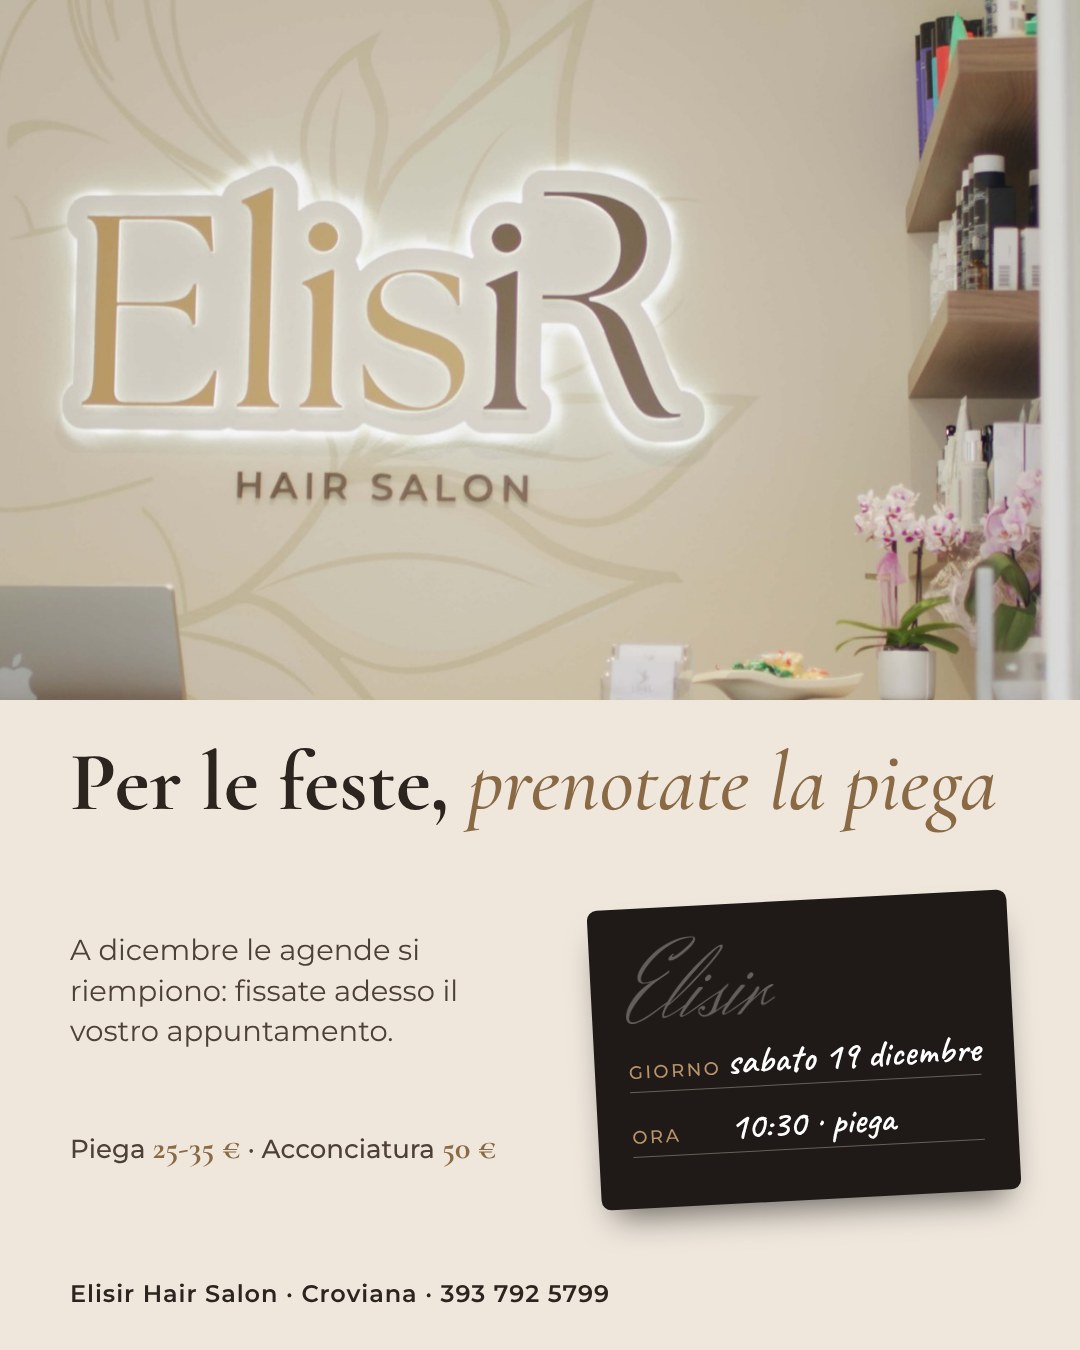 ElisiR
HAIR SALON
Per le feste, prenotate la piega
A dicembre le agende si
riempiono: fissate adesso il
vostro appuntamento.
Piega 25-35 € · Acconciatura 50 €
Elisir
GIORNO sabato 19 dicembre
ORA 10:30 · piega
Elisir Hair Salon · Croviana · 393 792 5799